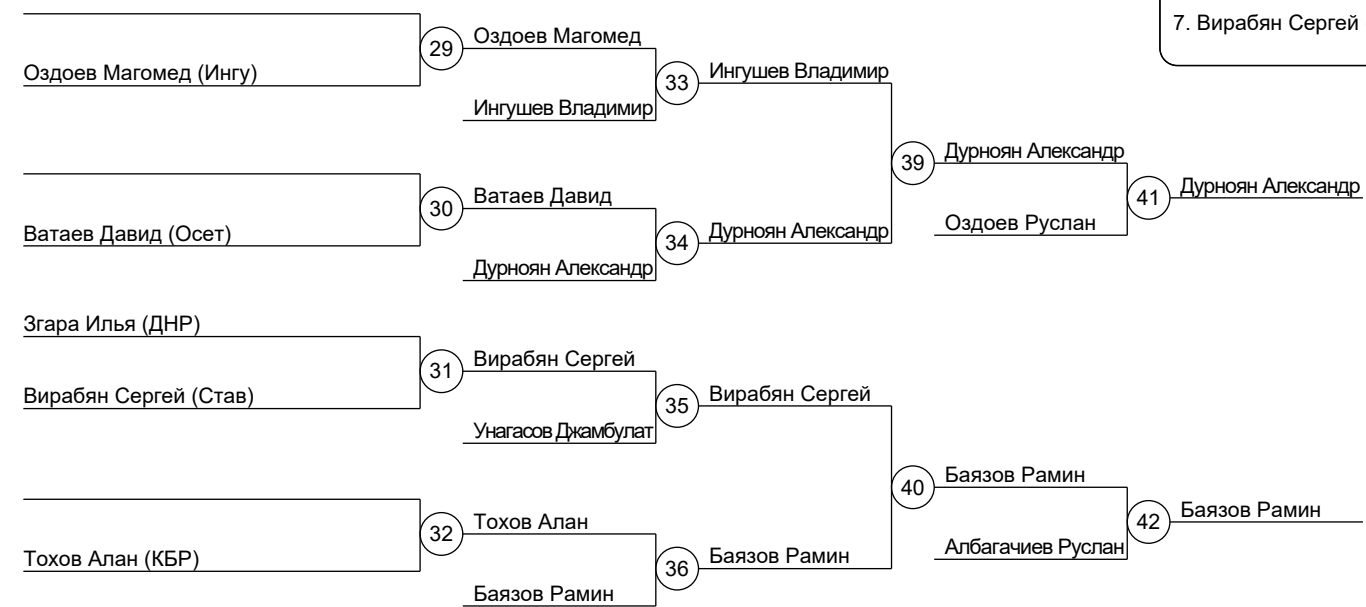 7. Вирабян Сергей
29
Оздоев Магомед
Оздоев Магомед (Ингу)
33
Ингушев Владимир
Ингушев Владимир
39
Дурноян Александр
41
Дурноян Александр
30
Ватаев Давид
Ватаев Давид (Осет)
34
Дурноян Александр
Оздоев Руслан
Дурноян Александр
Згара Илья (ДНР)
31
Вирабян Сергей
Вирабян Сергей (Став)
35
Вирабян Сергей
Унагасов Джамбулат
40
Баязов Рамин
42
Баязов Рамин
32
Тохов Алан
Тохов Алан (КБР)
36
Баязов Рамин
Албагачиев Руслан
Баязов Рамин